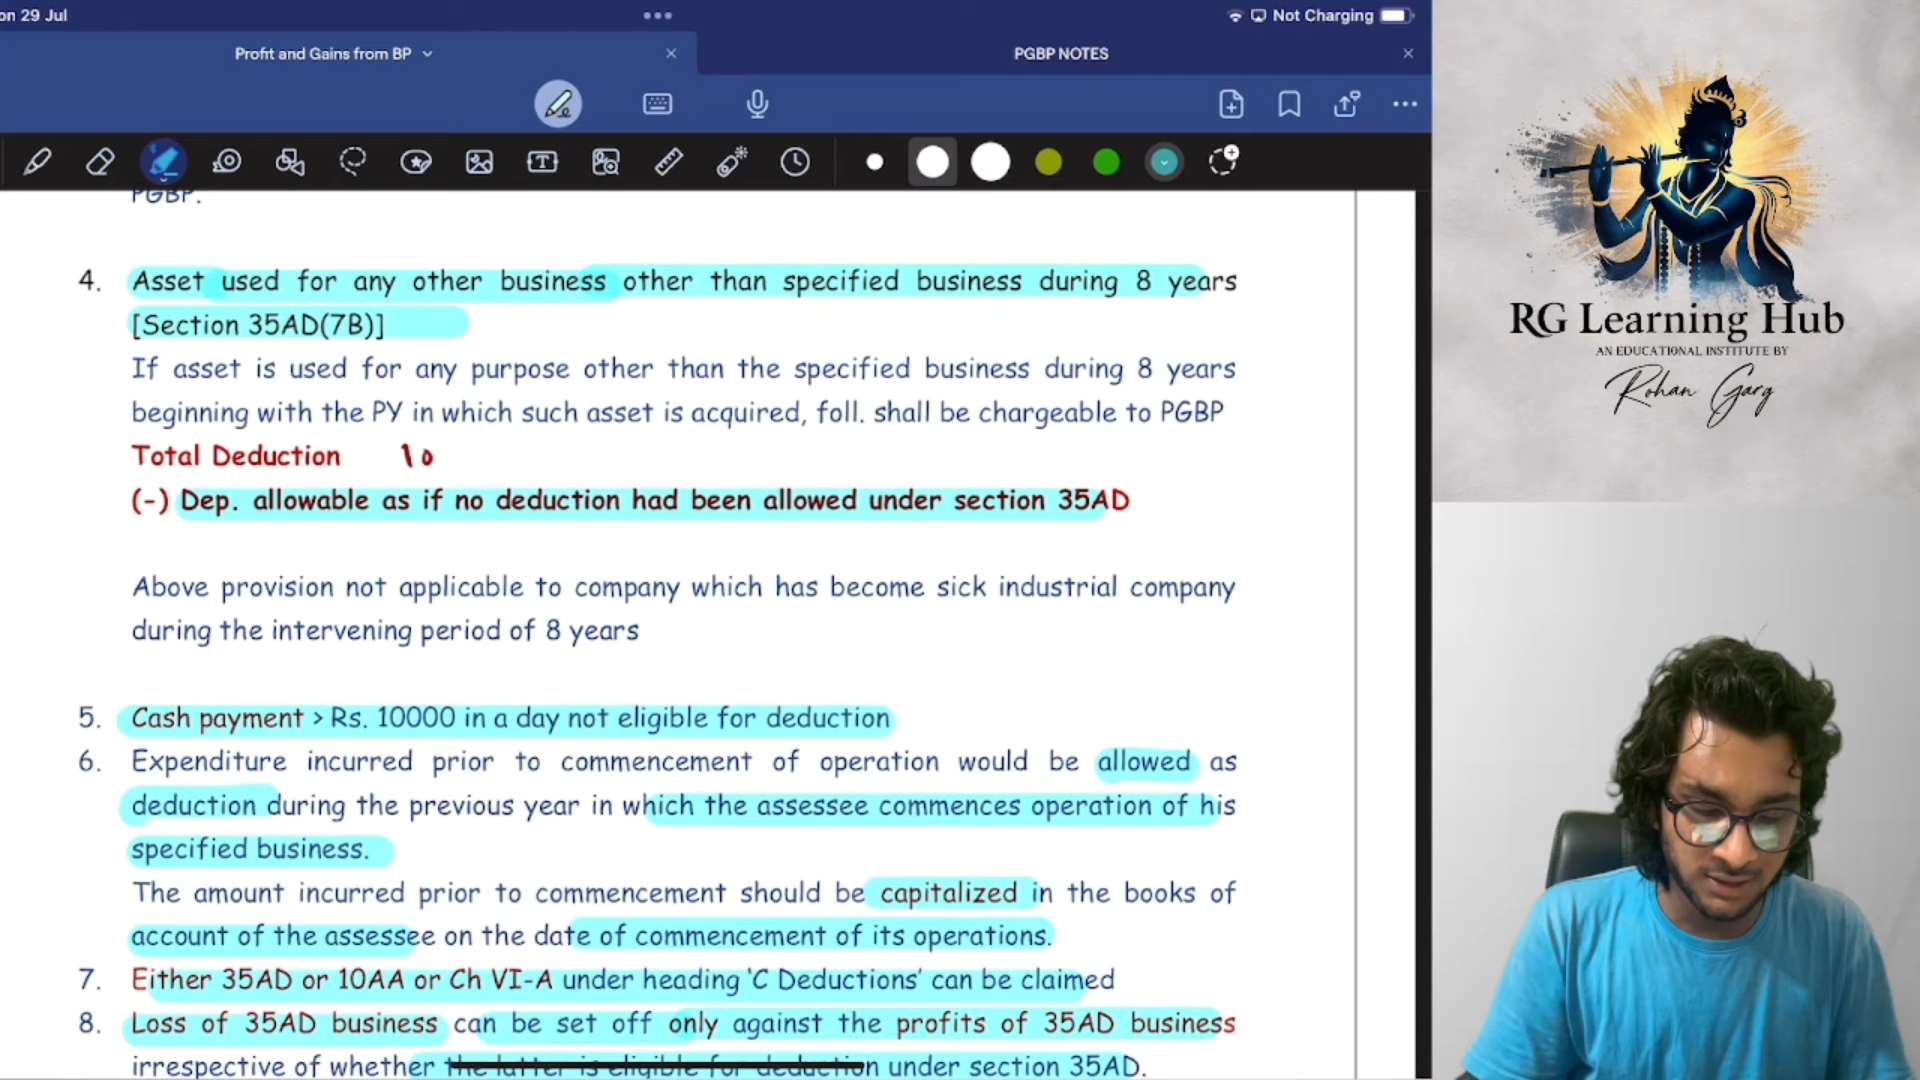 on 29 Jul
Not Charging
Profit and Gains from BP
PGBP NOTES
PGBP.
4. Asset used for any other business other than specified business during 8 years
[Section 35AD(7B)]
If asset is used for any purpose other than the specified business during 8 years
beginning with the PY in which such asset is acquired, foll. shall be chargeable to PGBP
Total Deduction 10
(-) Dep. allowable as if no deduction had been allowed under section 35AD
Above provision not applicable to company which has become sick industrial company
during the intervening period of 8 years
5. Cash payment > Rs. 10000 in a day not eligible for deduction
6. Expenditure incurred prior to commencement of operation would be allowed as
deduction during the previous year in which the assessee commences operation of his
specified business.
The amount incurred prior to commencement should be capitalized in the books of
account of the assessee on the date of commencement of its operations.
7. Either 35AD or 10AA or Ch VI-A under heading 'C Deductions' can be claimed
8. Loss of 35AD business can be set off only against the profits of 35AD business
irrespective of whether the latter is eligible for deduction under section 35AD.
RG Learning Hub
AN EDUCATIONAL INSTITUTE BY
Rohan Garg